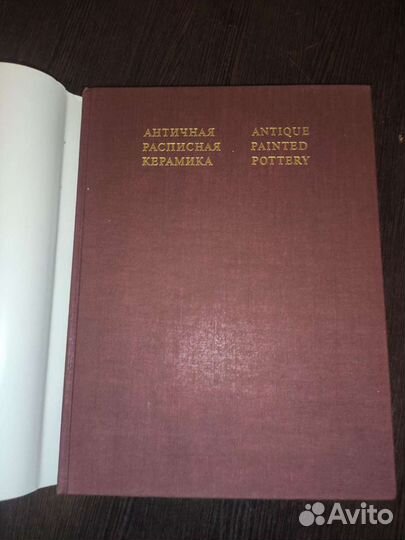 АНТИЧНАЯ
РАСПИСНАЯ
КЕРАМИКА
ANTIQUE
PAINTED
POTTERY
Avito